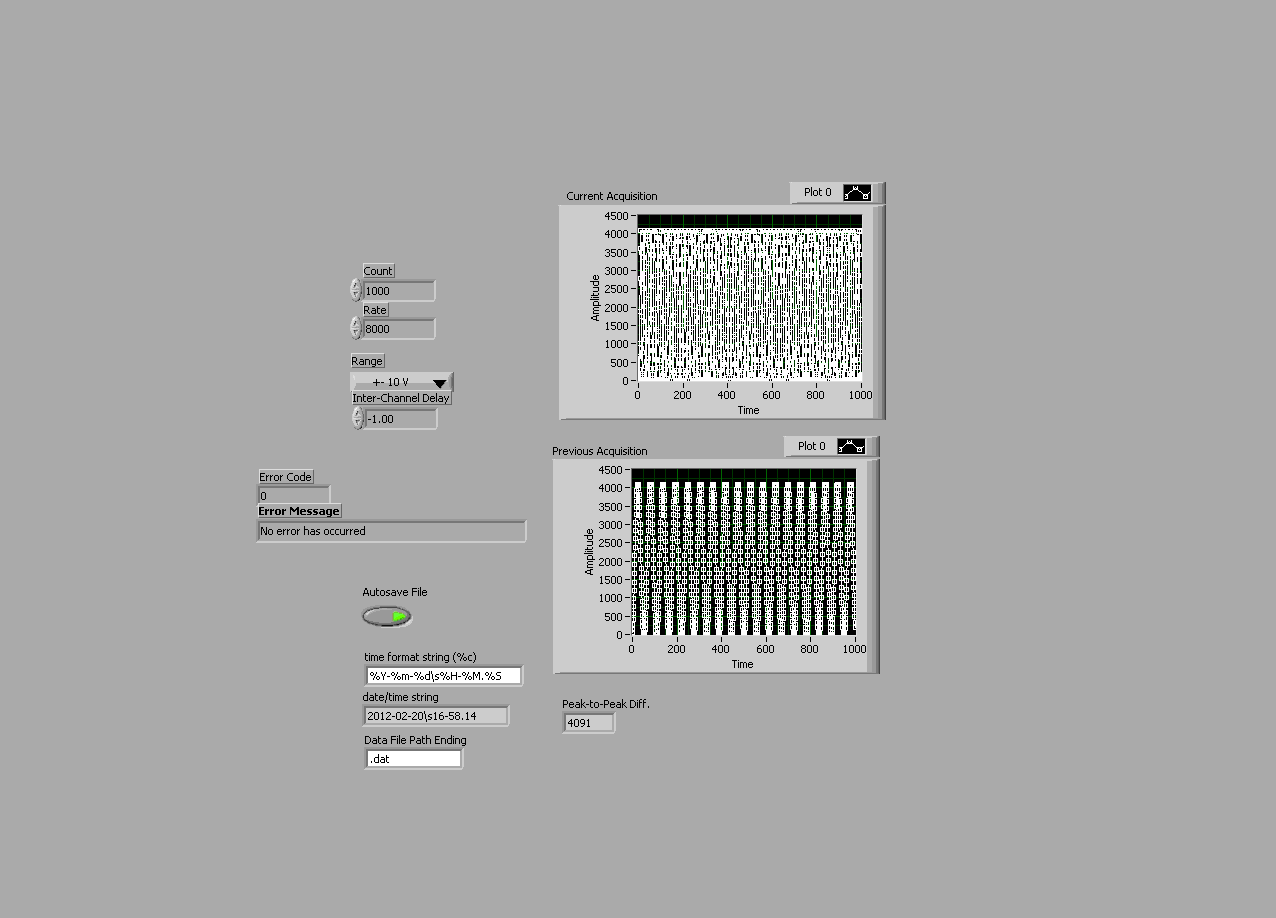 Current Acquisition
Plot 0
4500
4000
3500
3000
2500
2000
1500
1000
500
0
Amplitude
0 200 400 600 800 1000
Time
Count
1000
Rate
8000
Range
+- 10 V
Inter-Channel Delay
-1.00
Previous Acquisition
Plot 0
4500
4000
3500
3000
2500
2000
1500
1000
500
0
Amplitude
0 200 400 600 800 1000
Time
Error Code
0
Error Message
No error has occurred
Autosave File
time format string (%c)
%Y-%m-%d\s%H-%M.%S
date/time string
2012-02-20\s16-58.14
Data File Path Ending
.dat
Peak-to-Peak Diff.
4091